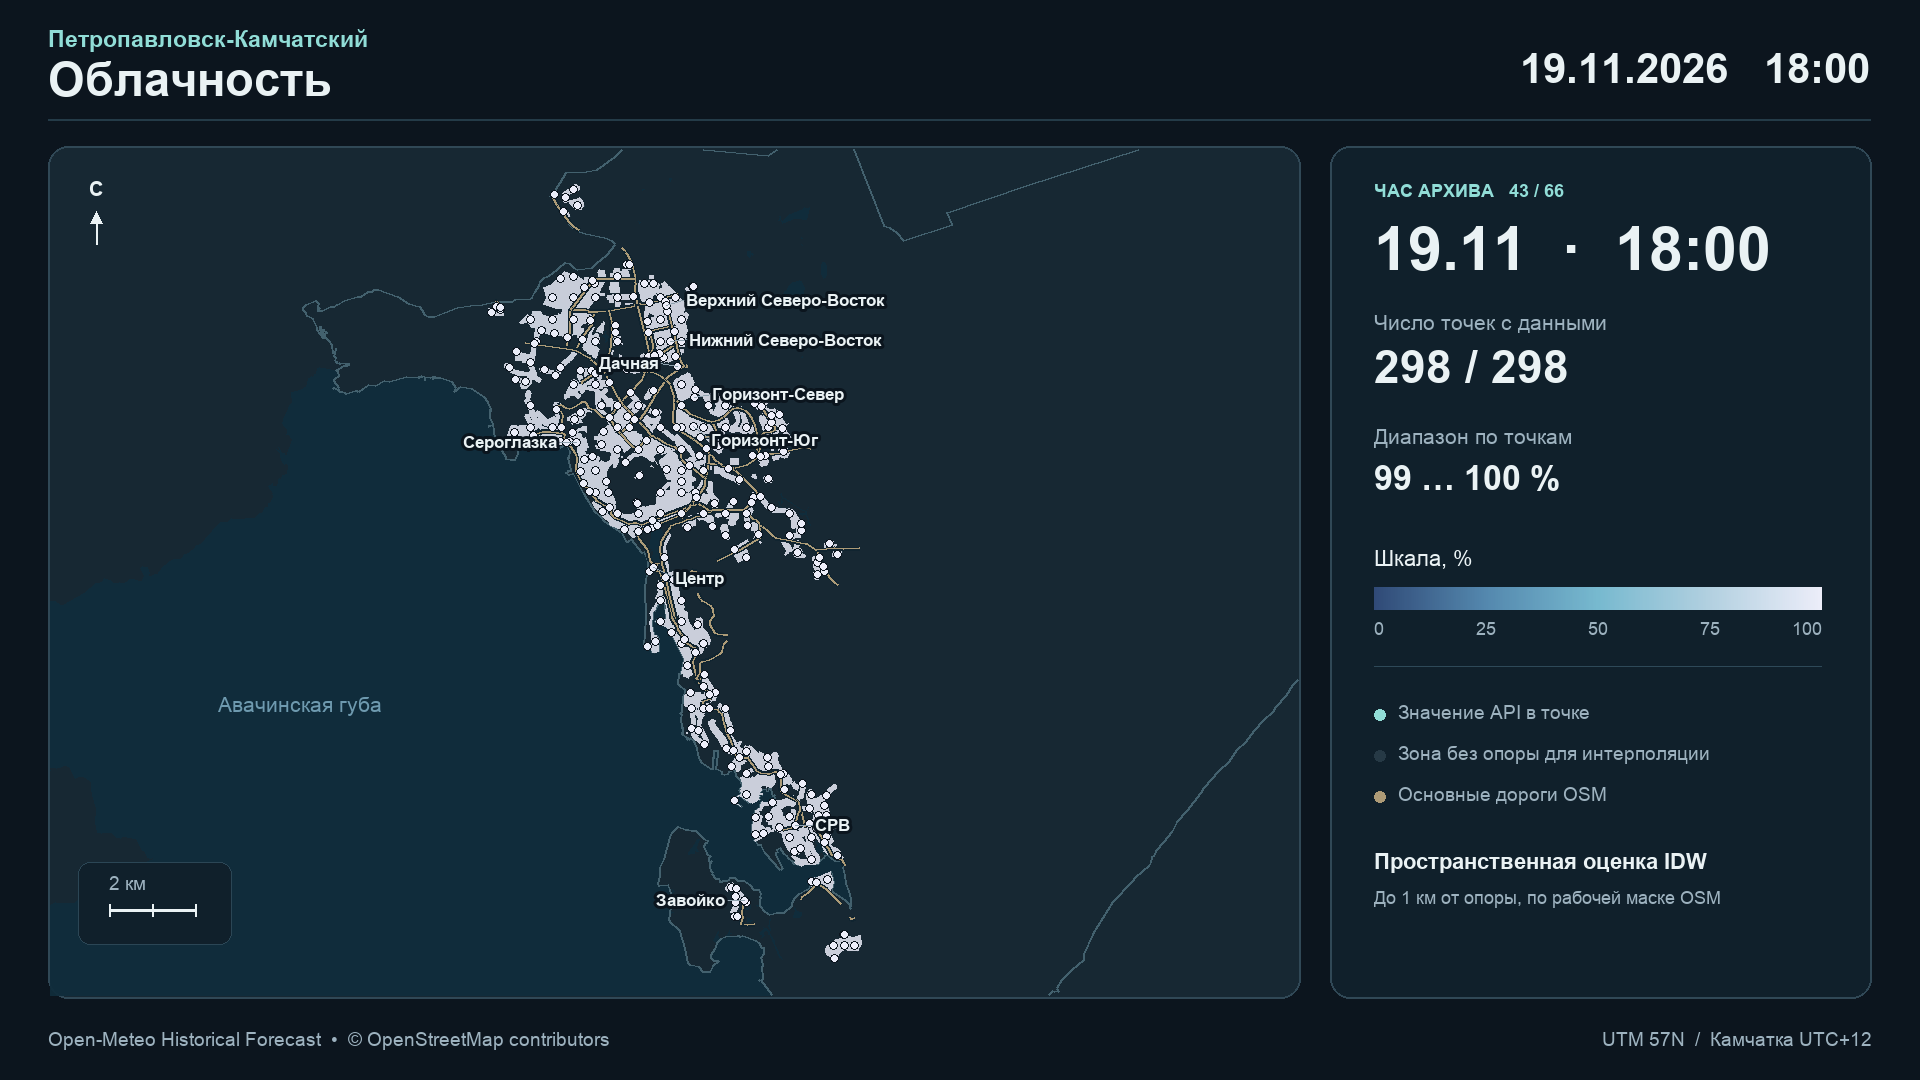 Петропавловск-Камчатский
Облачность
19.11.2026 18:00
С
Верхний Северо-Восток
Нижний Северо-Восток
Дачная
Горизонт-Север
Горизонт-Юг
Сероглазка
Центр
Авачинская губа
СРВ
Завойко
2 км
ЧАС АРХИВА 43 / 66
19.11 · 18:00
Число точек с данными
298 / 298
Диапазон по точкам
99 ... 100 %
Шкала, %
0 25 50 75 100
Значение API в точке
Зона без опоры для интерполяции
Основные дороги OSM
Пространственная оценка IDW
До 1 км от опоры, по рабочей маске OSM
Open-Meteo Historical Forecast • © OpenStreetMap contributors
UTM 57N / Камчатка UTC+12